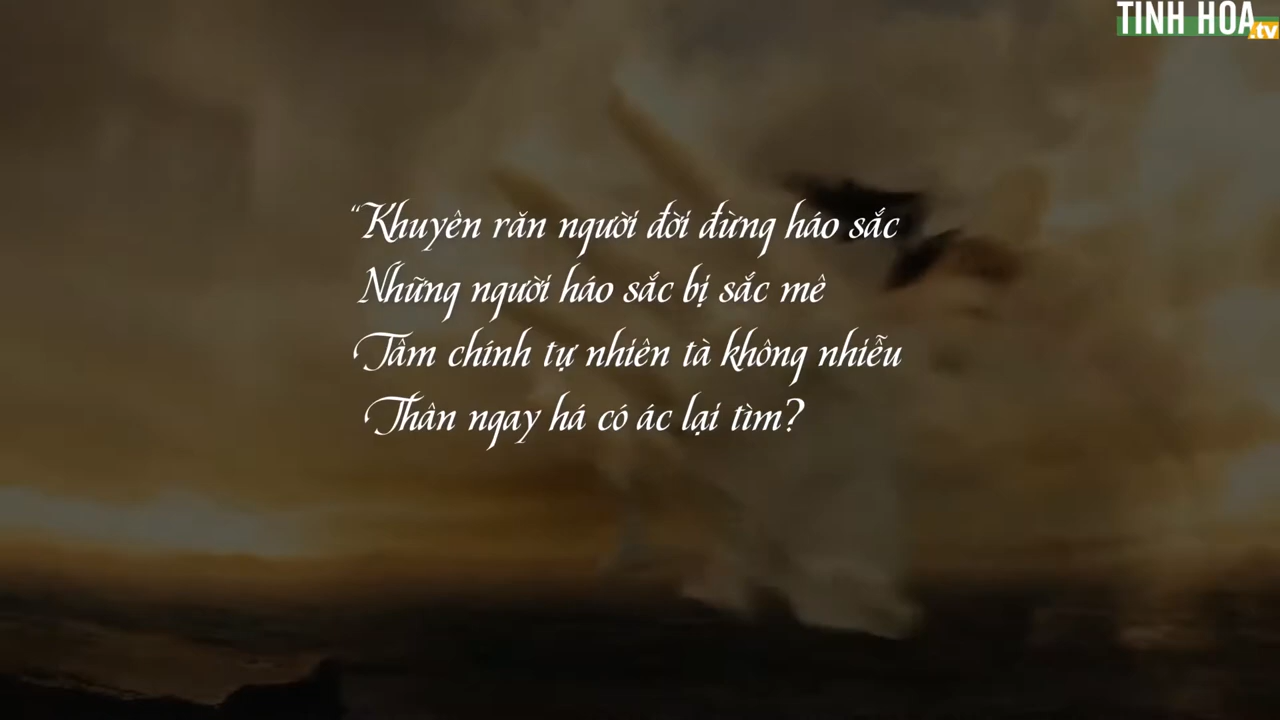 TINH HOA
.tv
“Khuyên răn người đời đừng háo sắc
Những người háo sắc bị sắc mê
Tâm chính tự nhiên tà không nhiễu
Thân ngay há có ác lại tìm?